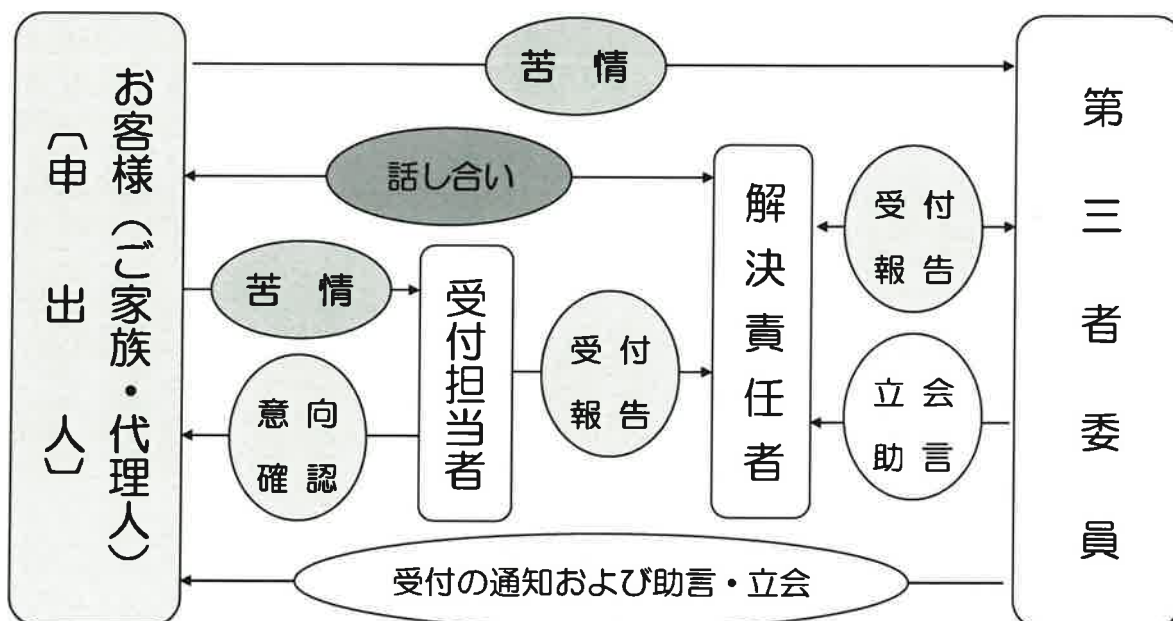 お客様（ご家族・代理人）
〔申出人〕
苦情
話し合い
苦情
意向
確認
受付担当者
受付
報告
解決責任者
受付
報告
立会
助言
第三者委員
受付の通知および助言・立会